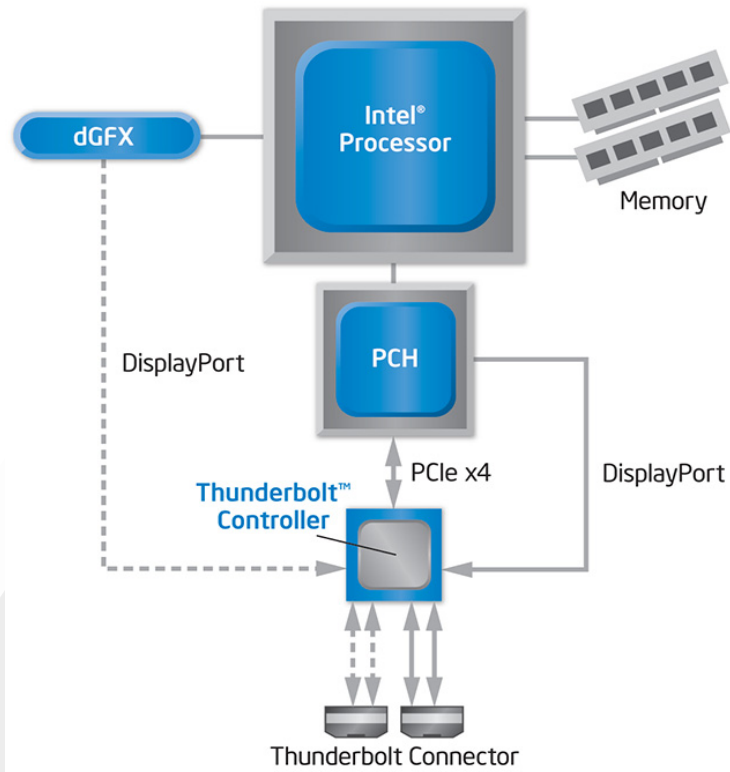 Intel®
Processor
dGFX
Memory
PCH
DisplayPort
PCIe x4
DisplayPort
Thunderbolt™
Controller
Thunderbolt Connector